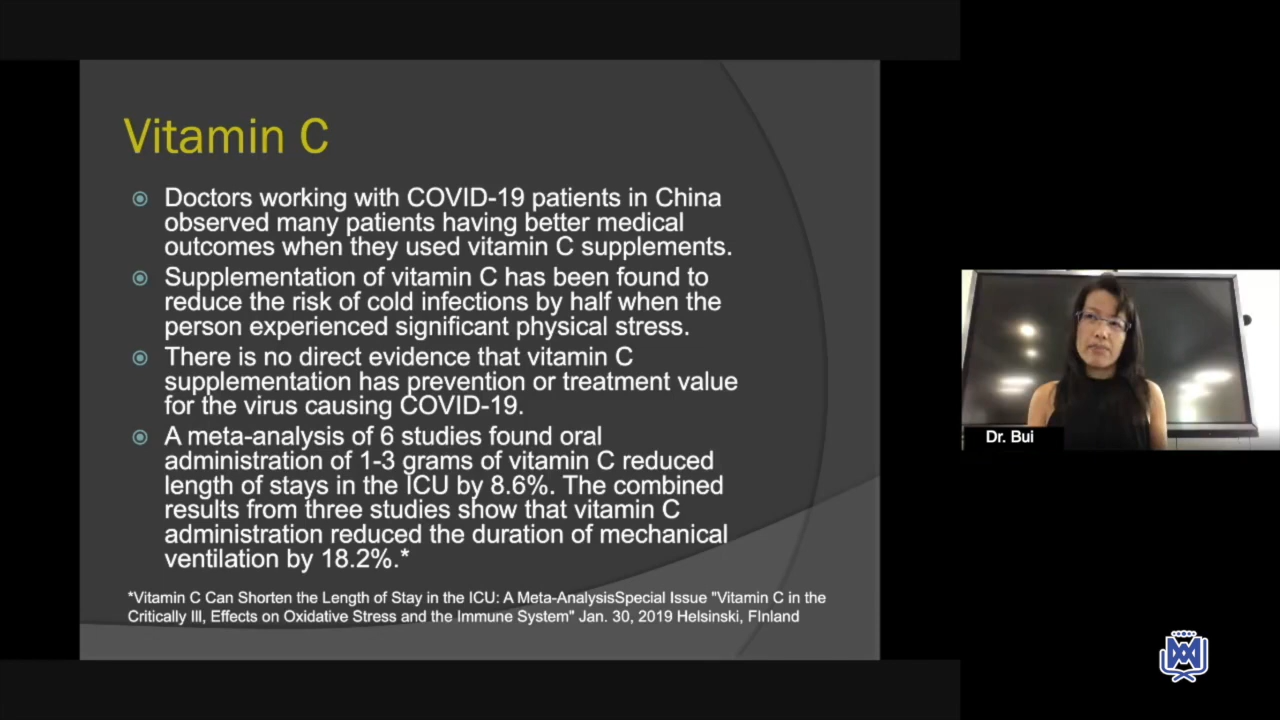 Vitamin C
Doctors working with COVID-19 patients in China
observed many patients having better medical
outcomes when they used vitamin C supplements.
Supplementation of vitamin C has been found to
reduce the risk of cold infections by half when the
person experienced significant physical stress.
There is no direct evidence that vitamin C
supplementation has prevention or treatment value
for the virus causing COVID-19.
A meta-analysis of 6 studies found oral
administration of 1-3 grams of vitamin C reduced
length of stays in the ICU by 8.6%. The combined
results from three studies show that vitamin C
administration reduced the duration of mechanical
ventilation by 18.2%.*
*Vitamin C Can Shorten the Length of Stay in the ICU: A Meta-AnalysisSpecial Issue "Vitamin C in the
Critically Ill, Effects on Oxidative Stress and the Immune System" Jan. 30, 2019 Helsinski, FInland
Dr. Bui